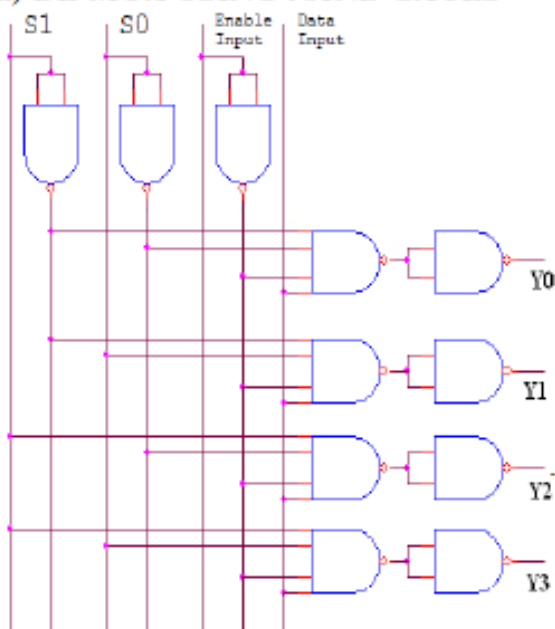 S1 S0 Enable Data
Input Input
Y0
Y1
Y2
Y3